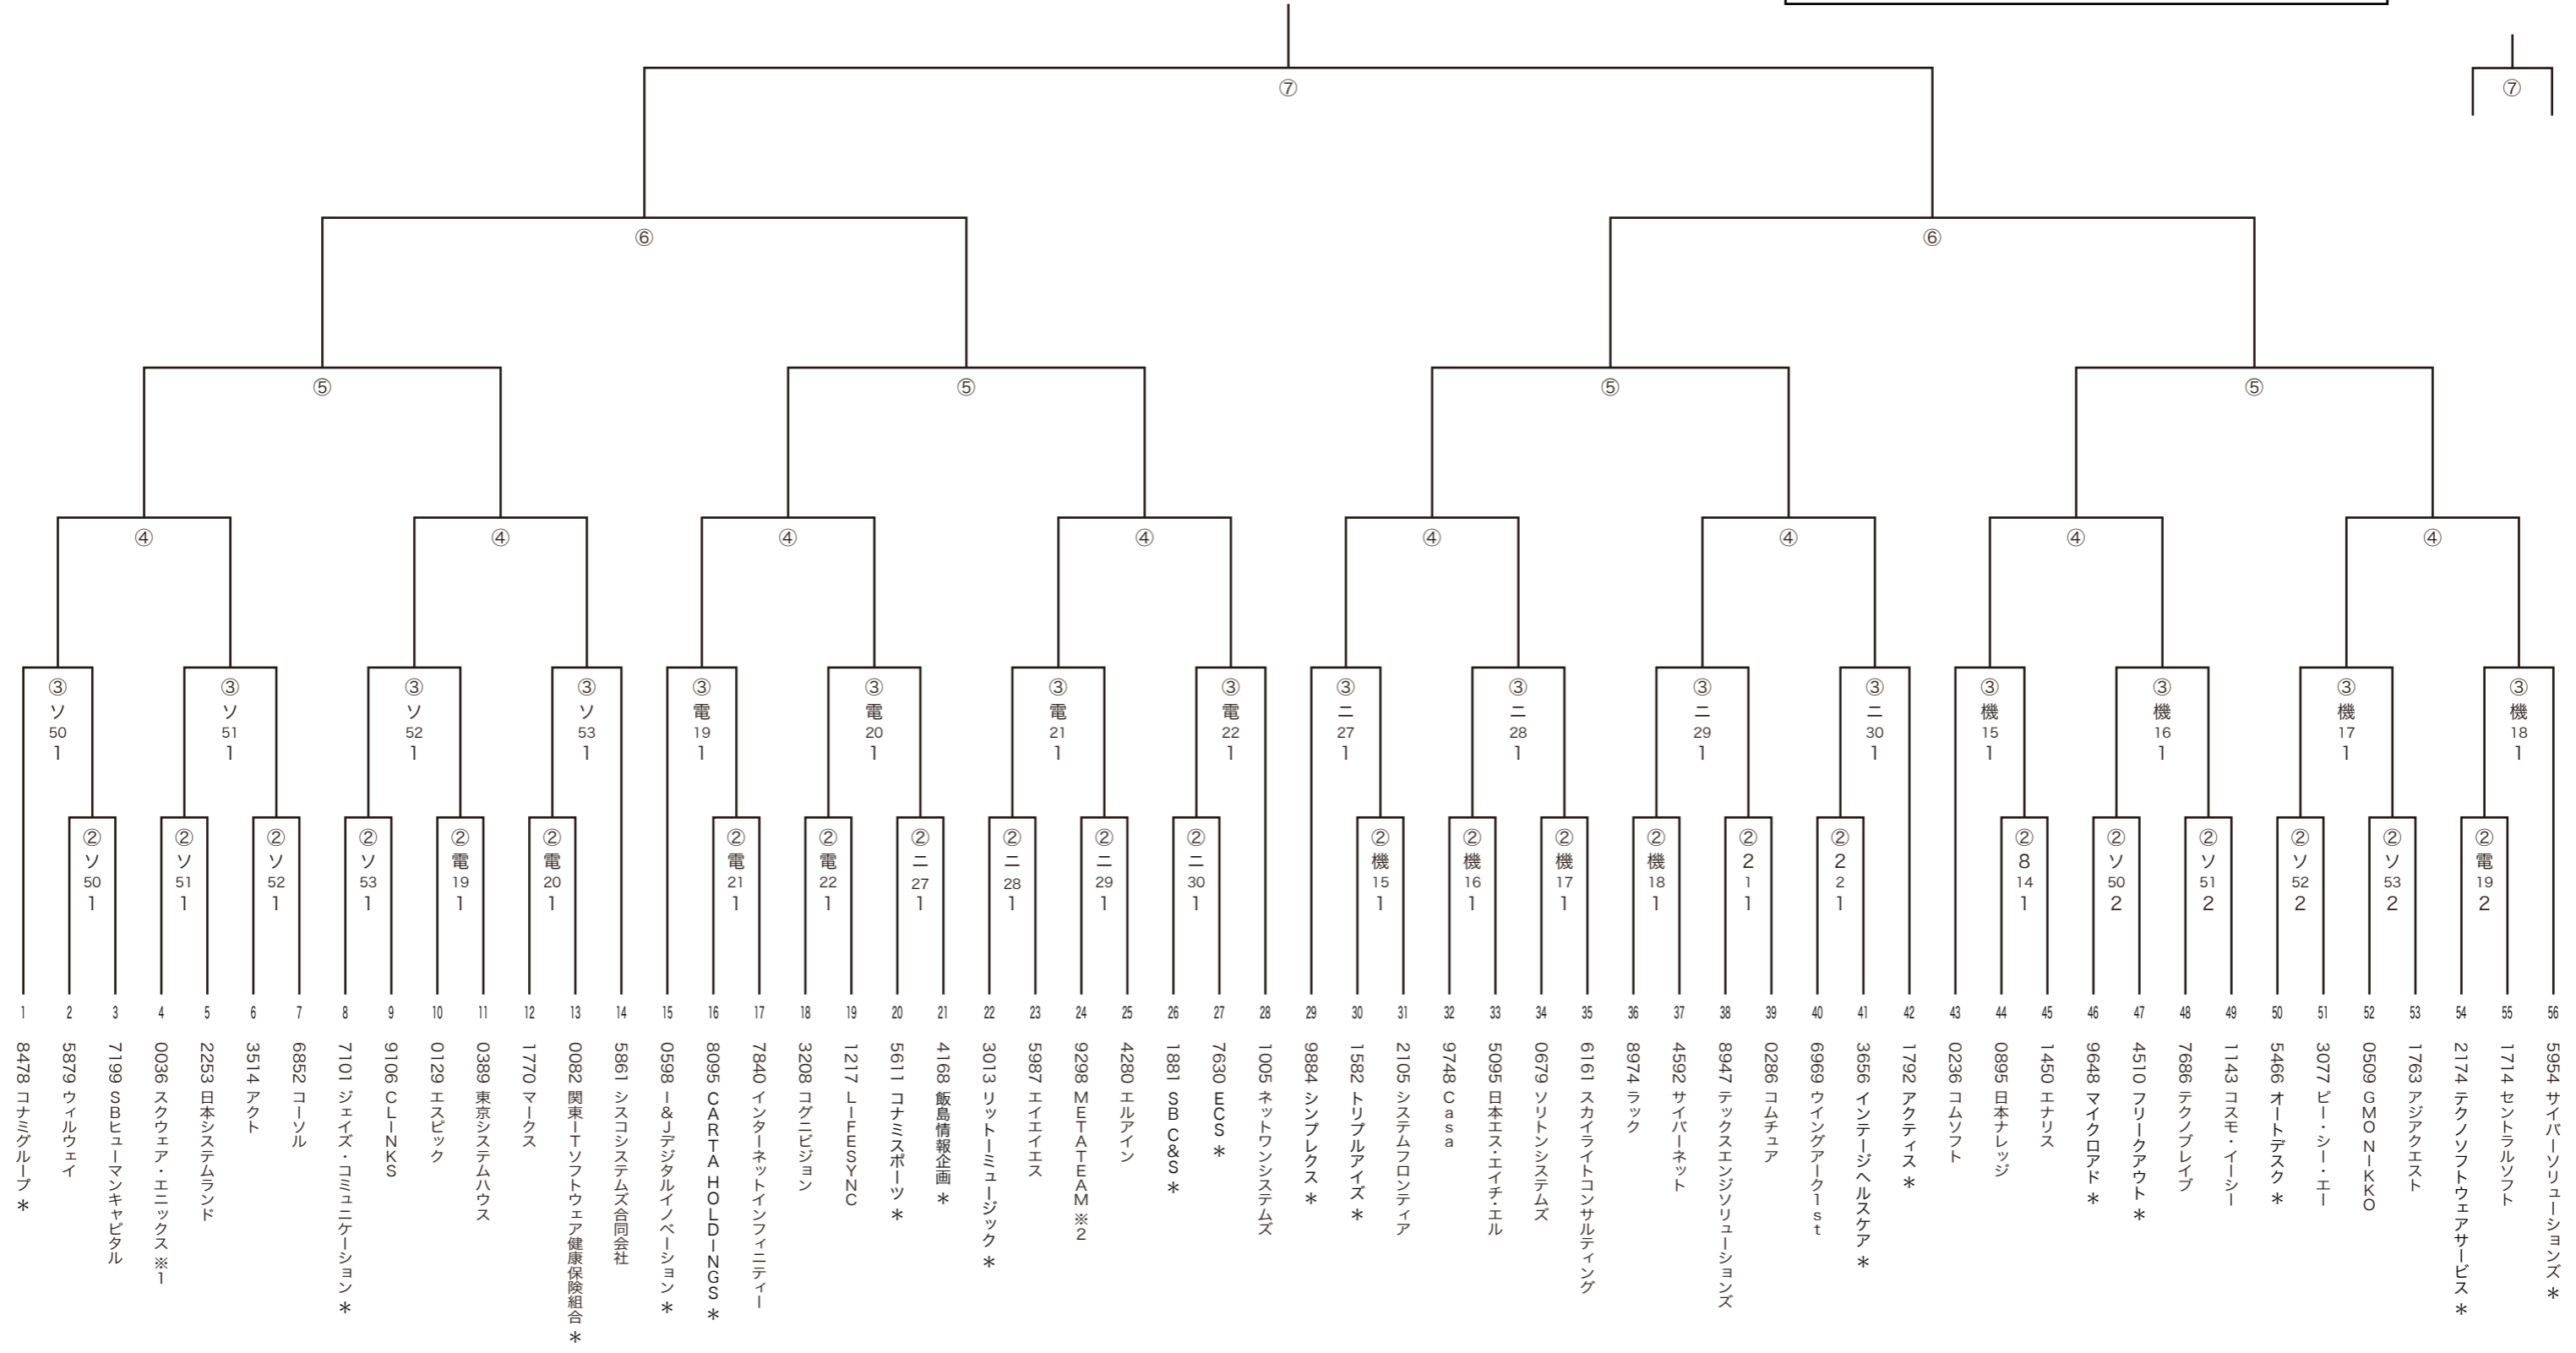 ⑦
⑦
⑥
⑥
⑤
⑤
⑤
⑤
④
④
④
④
④
④
④
④
③ ソ 50 1
③ ソ 51 1
③ ソ 52 1
③ ソ 53 1
③ 電 19 1
③ 電 20 1
③ 電 21 1
③ 電 22 1
③ ニ 27 1
③ ニ 28 1
③ ニ 29 1
③ ニ 30 1
③ 機 15 1
③ 機 16 1
③ 機 17 1
③ 機 18 1
② ソ 50 1
② ソ 51 1
② ソ 52 1
② ソ 53 1
② 電 19 1
② 電 20 1
② 電 21 1
② 電 22 1
② ニ 27 1
② ニ 28 1
② ニ 29 1
② ニ 30 1
② 機 15 1
② 機 16 1
② 機 17 1
② 機 18 1
② 2 1 1
② 2 2 1
② 8 14 1
② ソ 50 2
② ソ 51 2
② ソ 52 2
② ソ 53 2
② 電 19 2
1 8478 コナミグループ ＊
2 5879 ウィルウェイ
3 7199 SBヒューマンキャピタル
4 0036 スクウェア・エニックス ※1
5 2253 日本システムランド
6 3514 アクト
7 6852 コーソル
8 7101 ジェイズ・コミュニケーション ＊
9 9106 CLINKS
10 0129 エスピック
11 0389 東京システムハウス
12 1770 マークス
13 0082 関東ITソフトウェア健康保険組合 ＊
14 5861 シスコシステムズ合同会社
15 0598 I&Jデジタルイノベーション ＊
16 8095 CARTA HOLDINGS ＊
17 7840 インターネットインフィニティー
18 3208 コグニビジョン
19 1217 LIFESYNC
20 5611 コナミスポーツ ＊
21 4168 飯島情報企画 ＊
22 3013 リットーミュージック ＊
23 5987 エイエイエス
24 9298 METATEAM ※2
25 4280 エルアイン
26 1881 SB C&S ＊
27 7630 ECS ＊
28 1005 ネットワンシステムズ
29 9884 シンプレクス ＊
30 1582 トリプルアイズ ＊
31 2105 システムフロンティア
32 9748 Casa
33 5095 日本エス・エイチ・エル
34 0679 ソリトンシステムズ
35 6161 スカイライトコンサルティング
36 8974 ラック
37 4592 サイバーネット
38 8947 テックスエンジソリューションズ
39 0286 コムチュア
40 6969 ウイングアーク1st
41 3656 インテージヘルスケア ＊
42 1792 アクティス ＊
43 0236 コムソフト
44 0895 日本ナレッジ
45 1450 エナリス
46 9648 マイクロアド ＊
47 4510 フリークアウト ＊
48 7686 テクノブレイブ
49 1143 コスモ・イーシー
50 5466 オートデスク ＊
51 3077 ピー・シー・エー
52 0509 GMO NIKKO
53 1763 アジアクエスト
54 2174 テクノソフトウェアサービス ＊
55 1714 セントラルソフト
56 5954 サイバーソリューションズ ＊